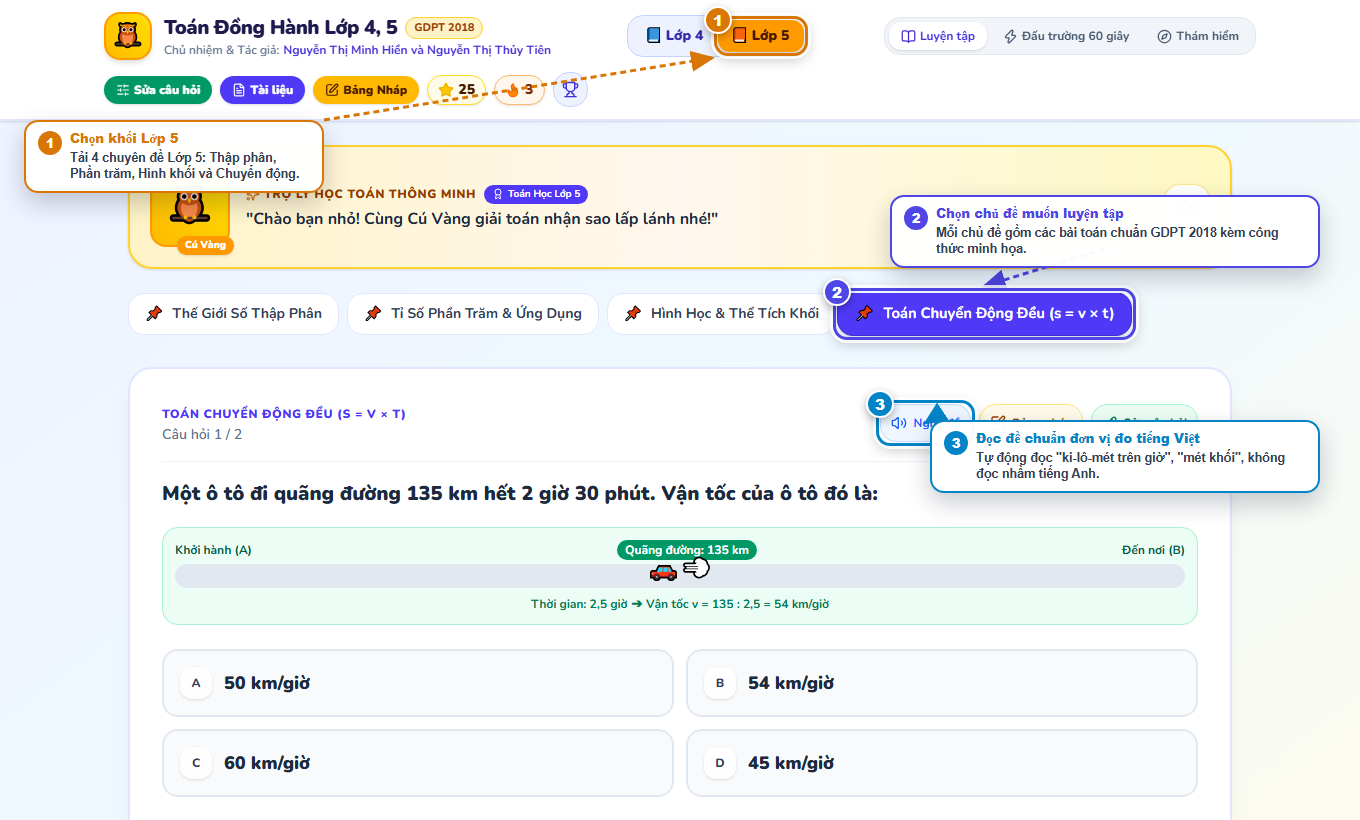 Toán Đồng Hành Lớp 4, 5 GDPT 2018
Chủ nhiệm & Tác giả: Nguyễn Thị Minh Hiền và Nguyễn Thị Thủy Tiên
Lớp 4
1
Lớp 5
Luyện tập
Đấu trường 60 giây
Thám hiểm
Sửa câu hỏi
Tài liệu
Bảng Nháp
25
3
1 Chọn khối Lớp 5
Tải 4 chuyên đề Lớp 5: Thập phân,
Phần trăm, Hình khối và Chuyển động.
TRỢ LÝ HỌC TOÁN THÔNG MINH Toán Học Lớp 5
"Chào bạn nhỏ! Cùng Cú Vàng giải toán nhận sao lấp lánh nhé!"
Cú Vàng
2 Chọn chủ đề muốn luyện tập
Mỗi chủ đề gồm các bài toán chuẩn GDPT 2018 kèm công
thức minh họa.
Thế Giới Số Thập Phân
Tỉ Số Phần Trăm & Ứng Dụng
Hình Học & Thể Tích Khối
2
Toán Chuyển Động Đều (s = v × t)
TOÁN CHUYỂN ĐỘNG ĐỀU (S = V × T)
Câu hỏi 1 / 2
3
3 Đọc đề chuẩn đơn vị đo tiếng Việt
Tự động đọc "ki-lô-mét trên giờ", "mét khối", không
đọc nhầm tiếng Anh.
Một ô tô đi quãng đường 135 km hết 2 giờ 30 phút. Vận tốc của ô tô đó là:
Khởi hành (A)
Quãng đường: 135 km
Đến nơi (B)
Thời gian: 2,5 giờ ➔ Vận tốc v = 135 : 2,5 = 54 km/giờ
A 50 km/giờ
B 54 km/giờ
C 60 km/giờ
D 45 km/giờ